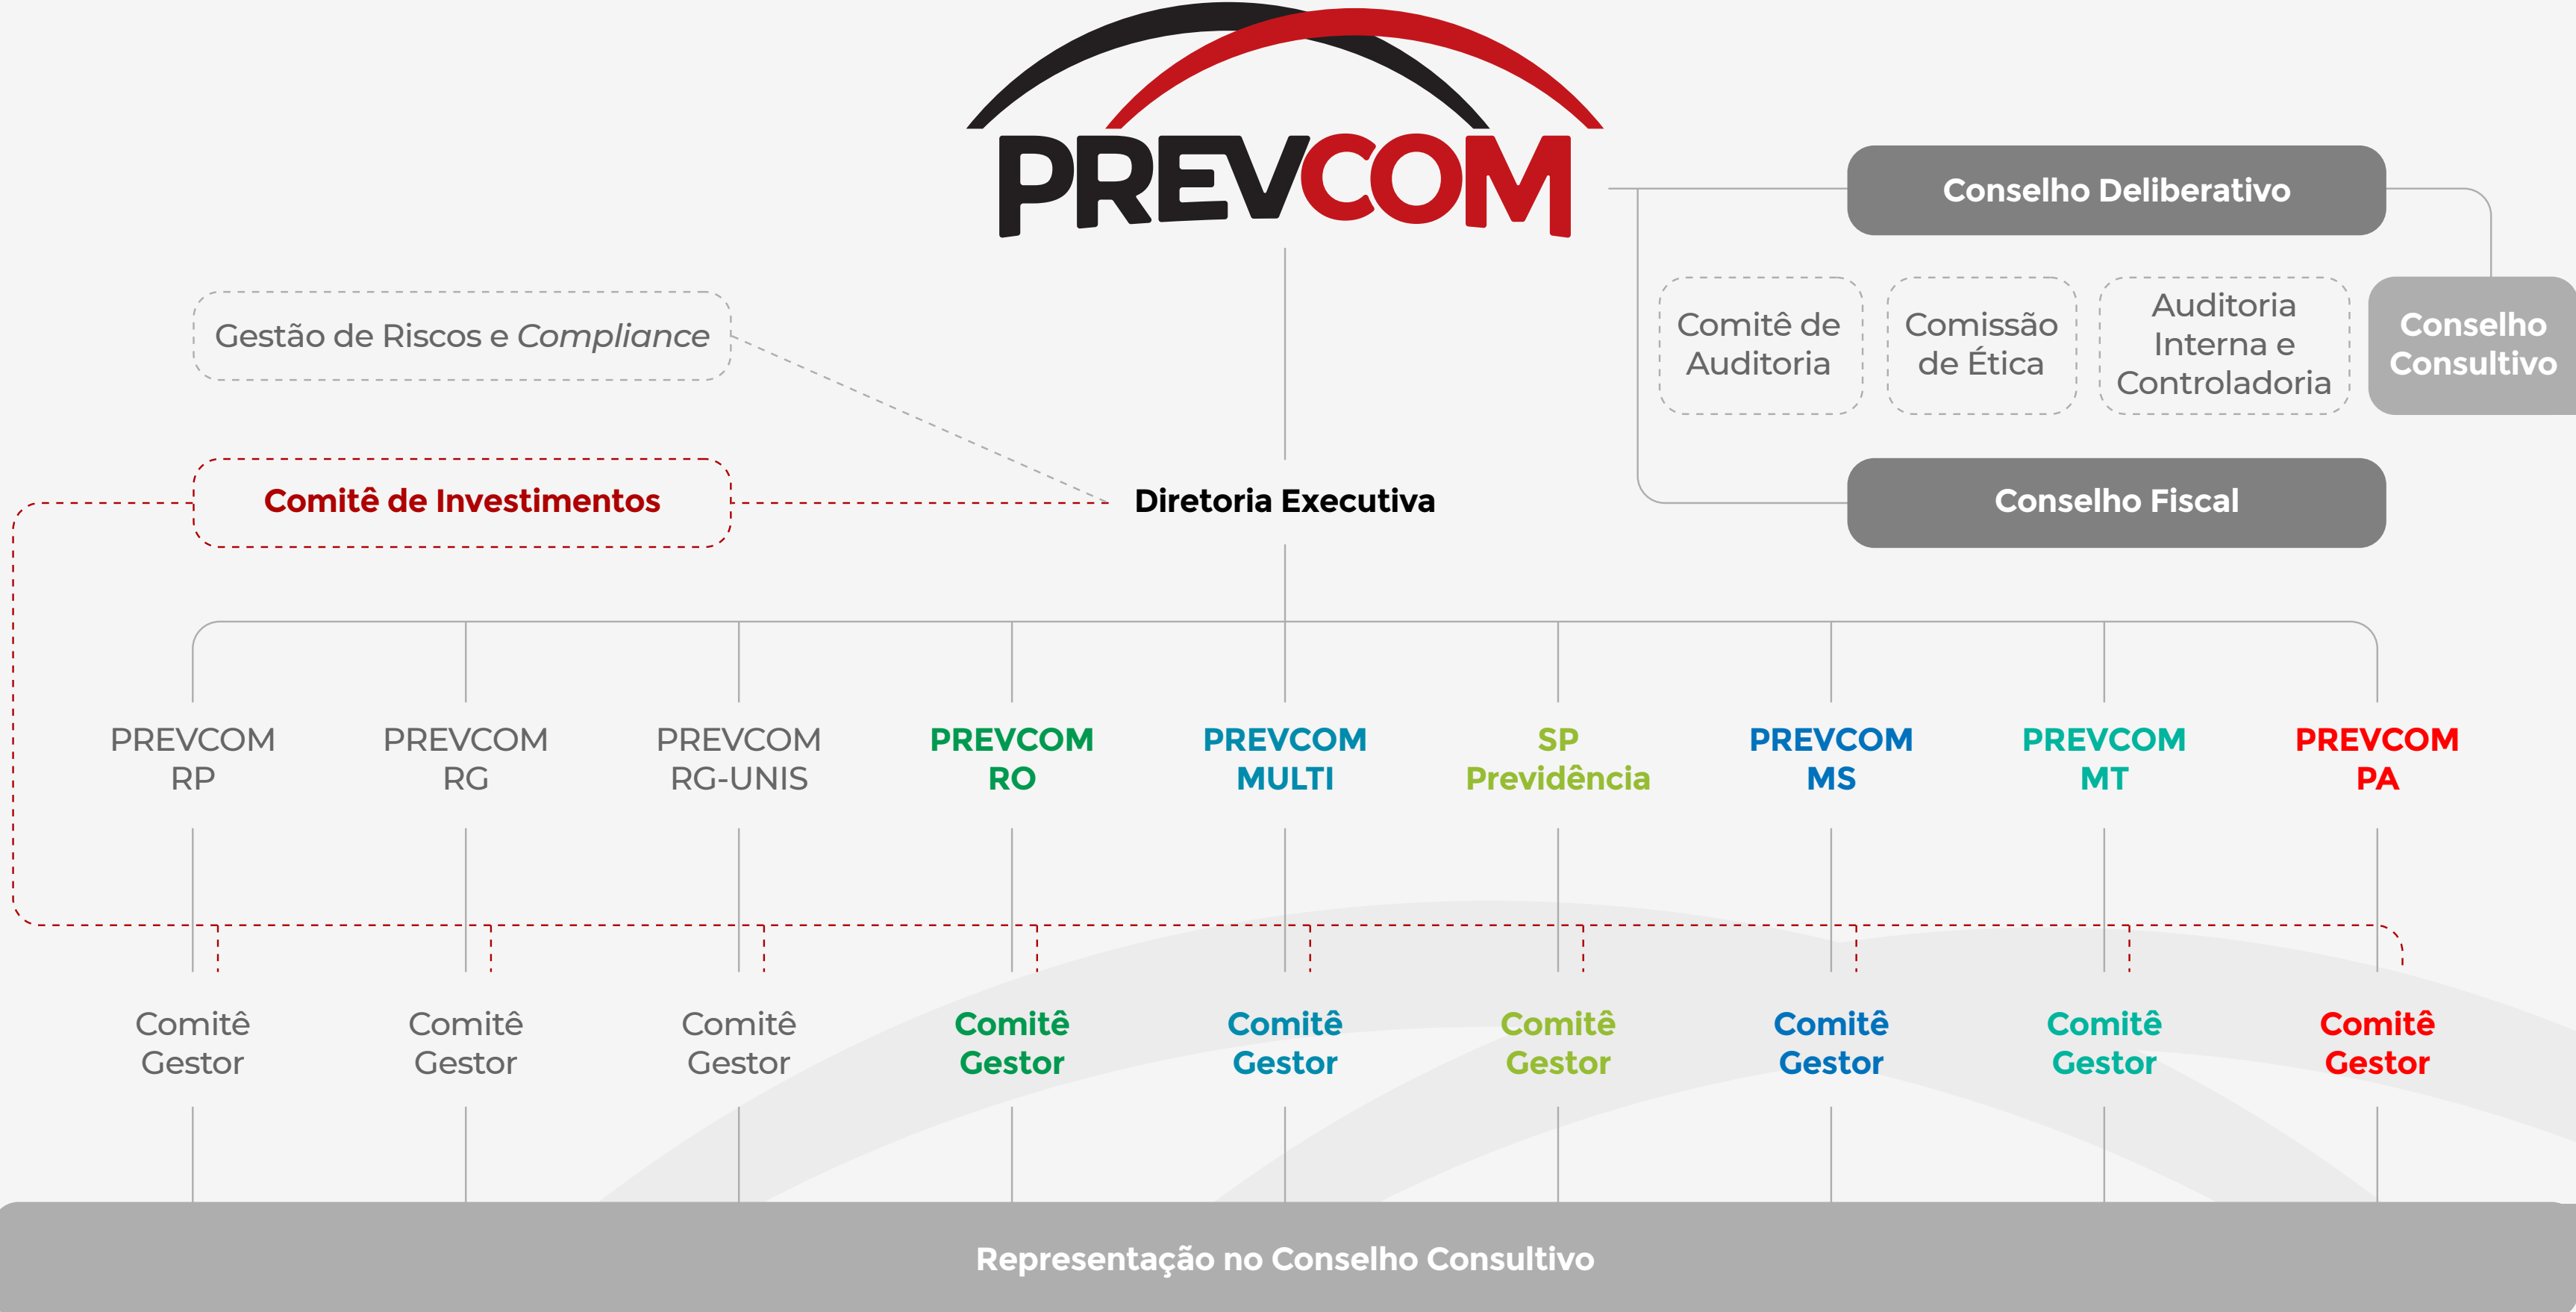 PREVCOM
Conselho Deliberativo
Gestão de Riscos e Compliance
Comitê de
Auditoria
Comissão
de Ética
Auditoria
Interna e
Controladoria
Conselho
Consultivo
Comitê de Investimentos
Diretoria Executiva
Conselho Fiscal
PREVCOM
RP
PREVCOM
RG
PREVCOM
RG-UNIS
PREVCOM
RO
PREVCOM
MULTI
SP
Previdência
PREVCOM
MS
PREVCOM
MT
PREVCOM
PA
Comitê
Gestor
Comitê
Gestor
Comitê
Gestor
Comitê
Gestor
Comitê
Gestor
Comitê
Gestor
Comitê
Gestor
Comitê
Gestor
Comitê
Gestor
Representação no Conselho Consultivo